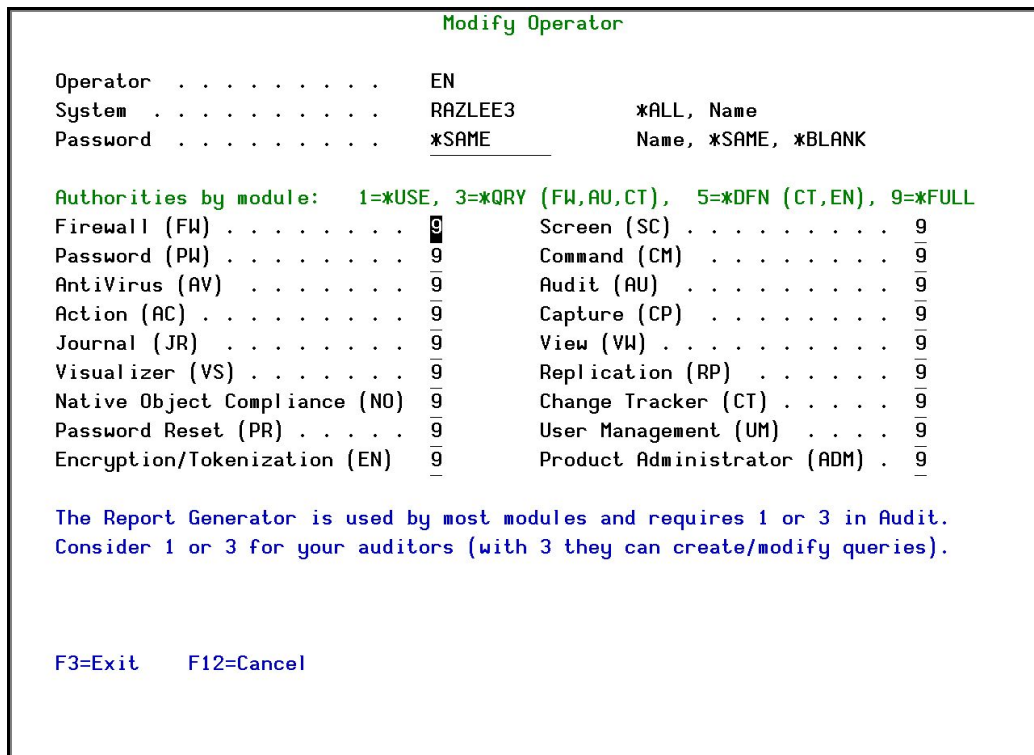 Modify Operator
Operator . . . . . . . . . EN
System . . . . . . . . . . RAZLEE3 *ALL, Name
Password . . . . . . . . . *SAME Name, *SAME, *BLANK
Authorities by module: 1=*USE, 3=*QRY (FW,AU,CT), 5=*DFN (CT,EN), 9=*FULL
Firewall (FW) . . . . . . . . 9 Screen (SC) . . . . . . . . . 9
Password (PW) . . . . . . . . 9 Command (CM) . . . . . . . . 9
AntiVirus (AV) . . . . . . . 9 Audit (AU) . . . . . . . . . 9
Action (AC) . . . . . . . . . 9 Capture (CP) . . . . . . . . 9
Journal (JR) . . . . . . . . 9 View (VW) . . . . . . . . . . 9
Visualizer (VS) . . . . . . . 9 Replication (RP) . . . . . . 9
Native Object Compliance (NO) 9 Change Tracker (CT) . . . . . 9
Password Reset (PR) . . . . . 9 User Management (UM) . . . . 9
Encryption/Tokenization (EN) 9 Product Administrator (ADM) . 9
The Report Generator is used by most modules and requires 1 or 3 in Audit.
Consider 1 or 3 for your auditors (with 3 they can create/modify queries).
F3=Exit F12=Cancel